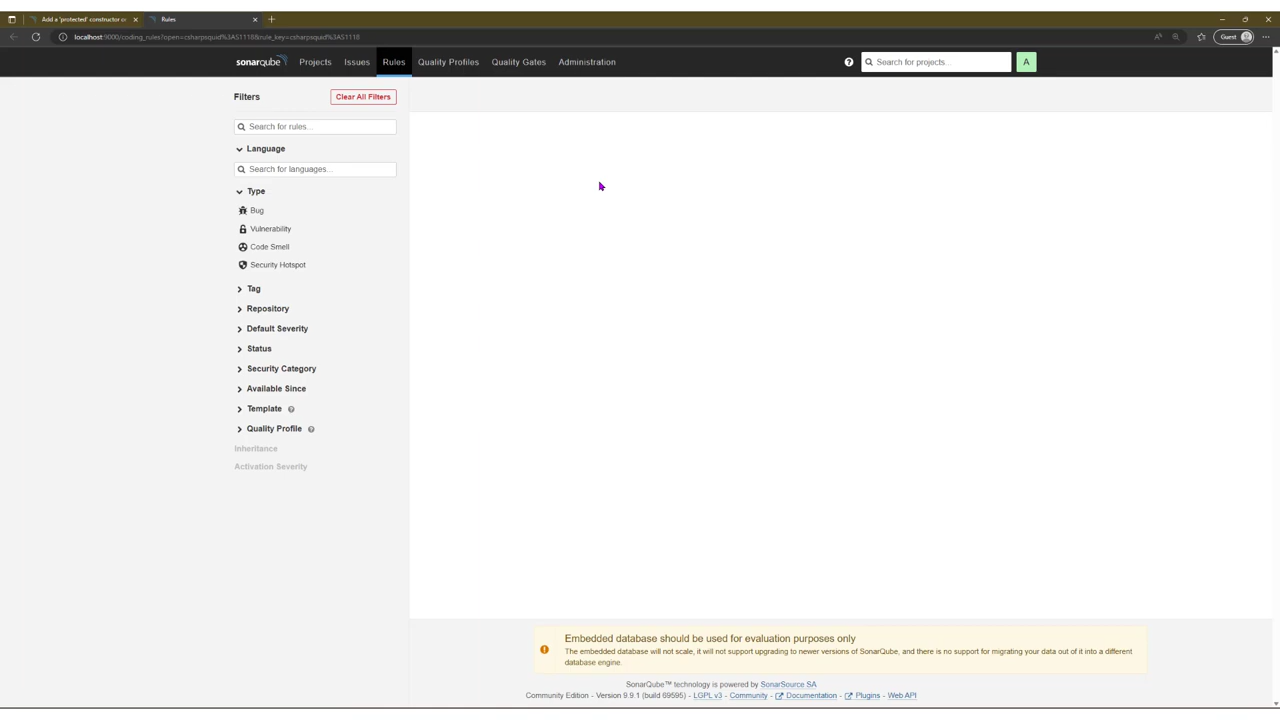 Add a 'protected' constructor or
Rules
localhost:9000/coding_rules?open=csharpsquid%3AS1118&rule_key=csharpsquid%3AS1118
Guest
sonarqube
Projects
Issues
Rules
Quality Profiles
Quality Gates
Administration
Search for projects...
A
Filters
Clear All Filters
Search for rules...
Language
Search for languages...
Type
Bug
Vulnerability
Code Smell
Security Hotspot
Tag
Repository
Default Severity
Status
Security Category
Available Since
Template
Quality Profile
Inheritance
Activation Severity
Embedded database should be used for evaluation purposes only
The embedded database will not scale, it will not support upgrading to newer versions of SonarQube, and there is no support for migrating your data out of it into a different
database engine.
SonarQube™ technology is powered by SonarSource SA
Community Edition - Version 9.9.1 (build 69595) - LGPL v3 - Community - Documentation - Plugins - Web API